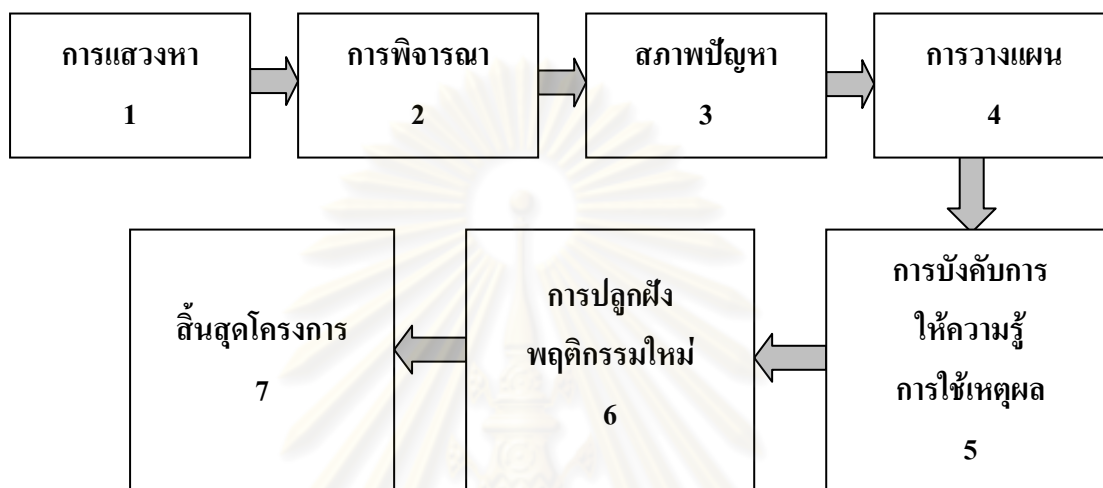 การแสวงหา
1
การพิจารณา
2
สภาพปัญหา
3
การวางแผน
4
การบังคับการ
ให้ความรู้
การใช้เหตุผล
5
การปลูกฝัง
พฤติกรรมใหม่
6
สิ้นสุดโครงการ
7